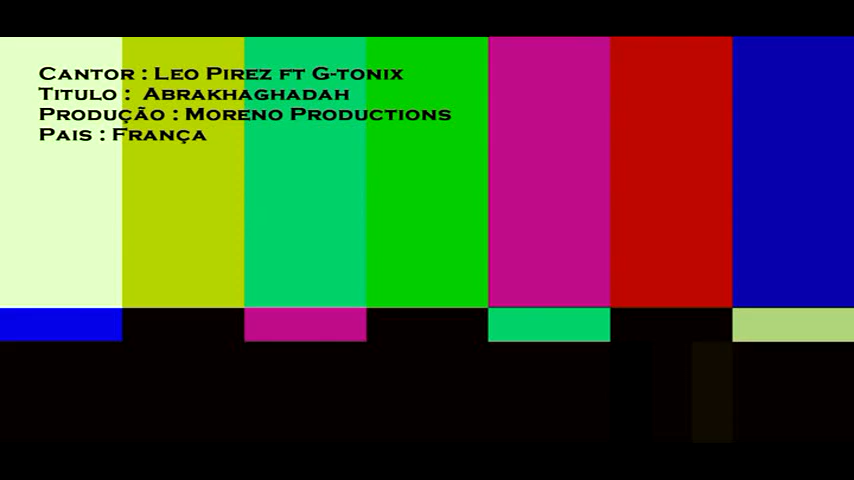 Cantor : Leo Pirez ft G-tonix
Titulo :  Abrakhaghadah
Produção : Moreno Productions
Pais : França